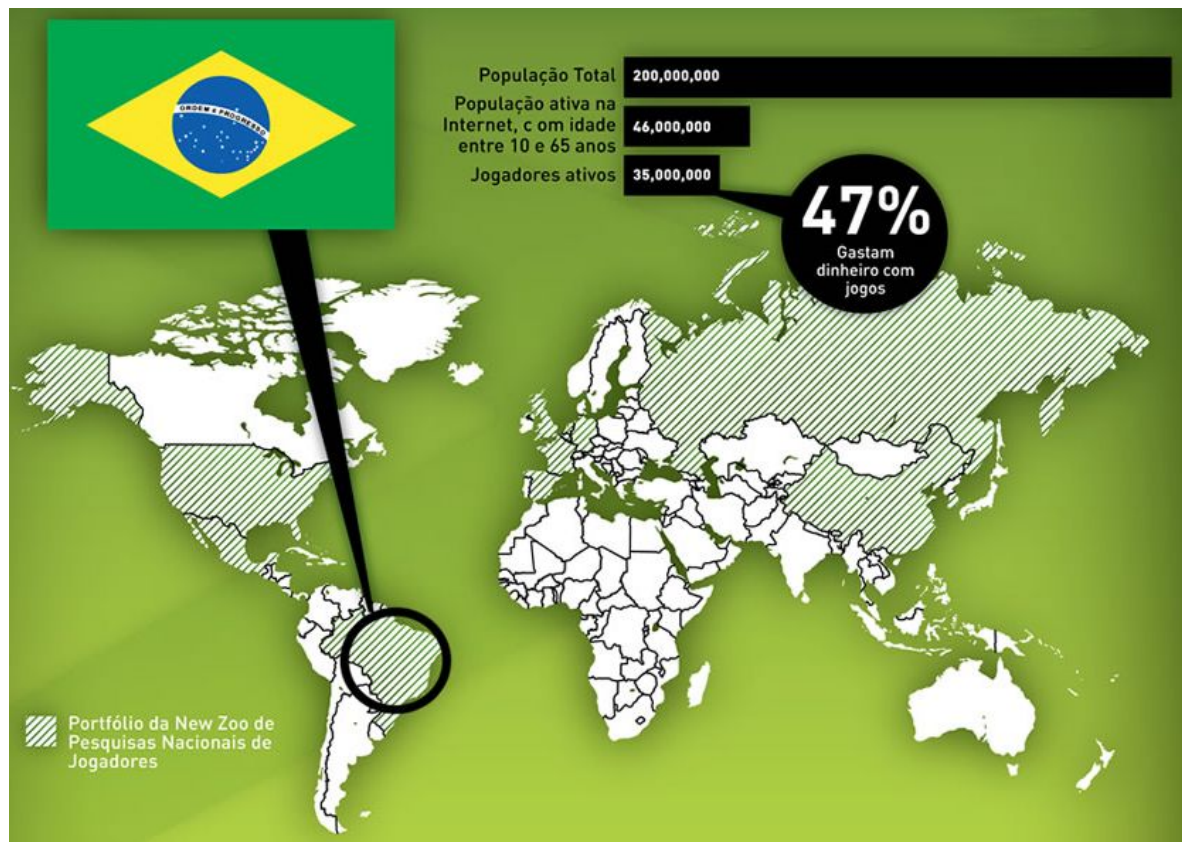 ORDEM E PROGRESSO
População Total
200,000,000
População ativa na
Internet, c om idade
entre 10 e 65 anos
46,000,000
Jogadores ativos
35,000,000
47%
Gastam
dinheiro com
jogos
Portfólio da New Zoo de
Pesquisas Nacionais de
Jogadores